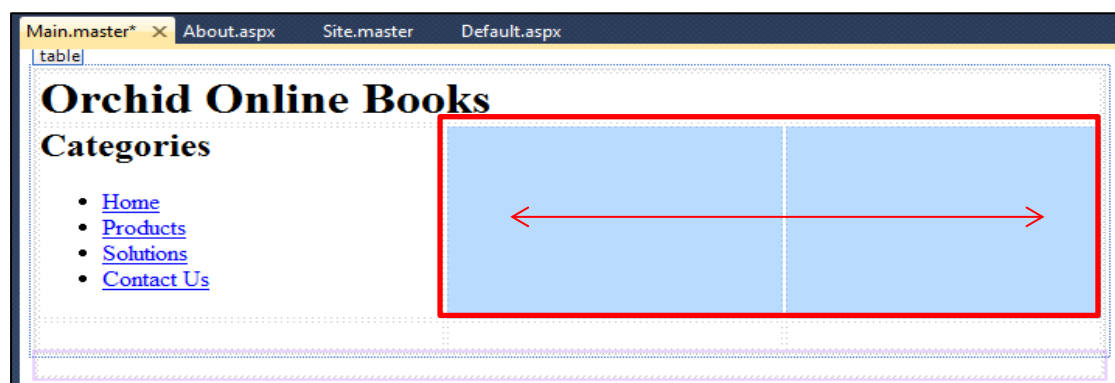 Main.master* × About.aspx Site.master Default.aspx
table
Orchid Online Books
Categories
• Home
• Products
• Solutions
• Contact Us